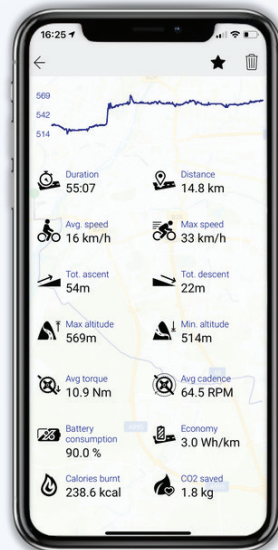 16:25
569
542
514
Duration
55:07
Distance
14.8 km
Avg. speed
16 km/h
Max speed
33 km/h
Tot. ascent
54m
Tot. descent
22m
Max altitude
569m
Min. altitude
514m
Avg torque
10.9 Nm
Avg cadence
64.5 RPM
Battery
consumption
90.0 %
Economy
3.0 Wh/km
Calories burnt
238.6 kcal
CO2 saved
1.8 kg